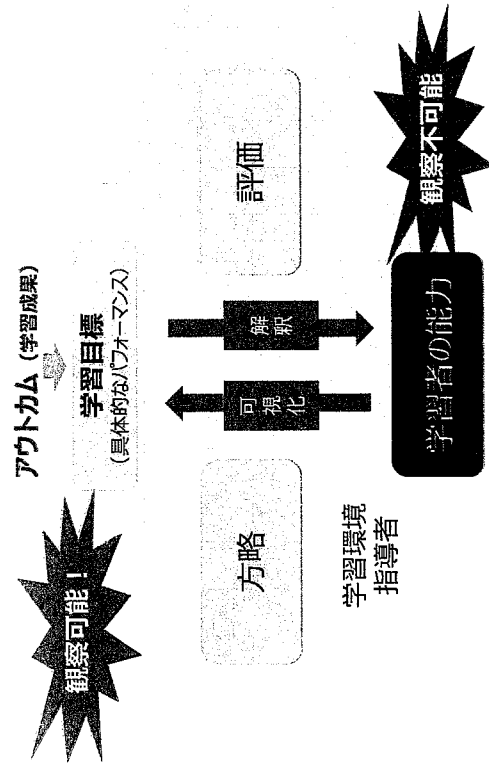 アウトカム（学習成果）
観察可能！
学習目標
（具体的なパフォーマンス）
方略
可視化
解釈
評価
学習環境
指導者
学習者の能力
観察不可能